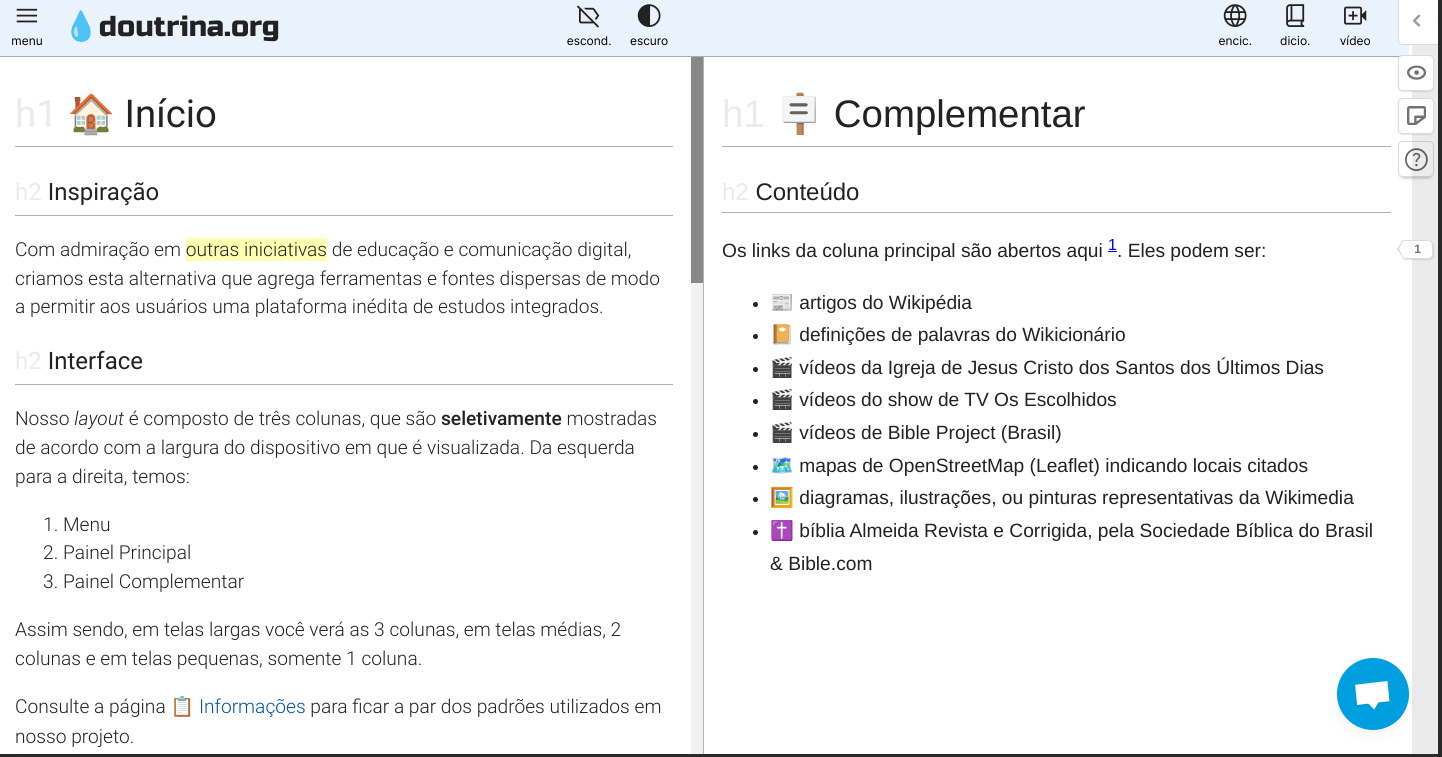 menu
doutrina.org
escond.
escuro
encic.
dicio.
vídeo
h1 Início
h2 Inspiração
Com admiração em outras iniciativas de educação e comunicação digital,
criamos esta alternativa que agrega ferramentas e fontes dispersas de modo
a permitir aos usuários uma plataforma inédita de estudos integrados.
h2 Interface
Nosso layout é composto de três colunas, que são seletivamente mostradas
de acordo com a largura do dispositivo em que é visualizada. Da esquerda
para a direita, temos:
1. Menu
2. Painel Principal
3. Painel Complementar
Assim sendo, em telas largas você verá as 3 colunas, em telas médias, 2
colunas e em telas pequenas, somente 1 coluna.
Consulte a página 📋 Informações para ficar a par dos padrões utilizados em
nosso projeto.
h1 Complementar
h2 Conteúdo
Os links da coluna principal são abertos aqui 1. Eles podem ser:
• 📰 artigos do Wikipédia
• 📔 definições de palavras do Wikicionário
• 🎬 vídeos da Igreja de Jesus Cristo dos Santos dos Últimos Dias
• 🎬 vídeos do show de TV Os Escolhidos
• 🎬 vídeos de Bible Project (Brasil)
• 🗺️ mapas de OpenStreetMap (Leaflet) indicando locais citados
• 🖼️ diagramas, ilustrações, ou pinturas representativas da Wikimedia
• ✝️ bíblia Almeida Revista e Corrigida, pela Sociedade Bíblica do Brasil
& Bible.com
1